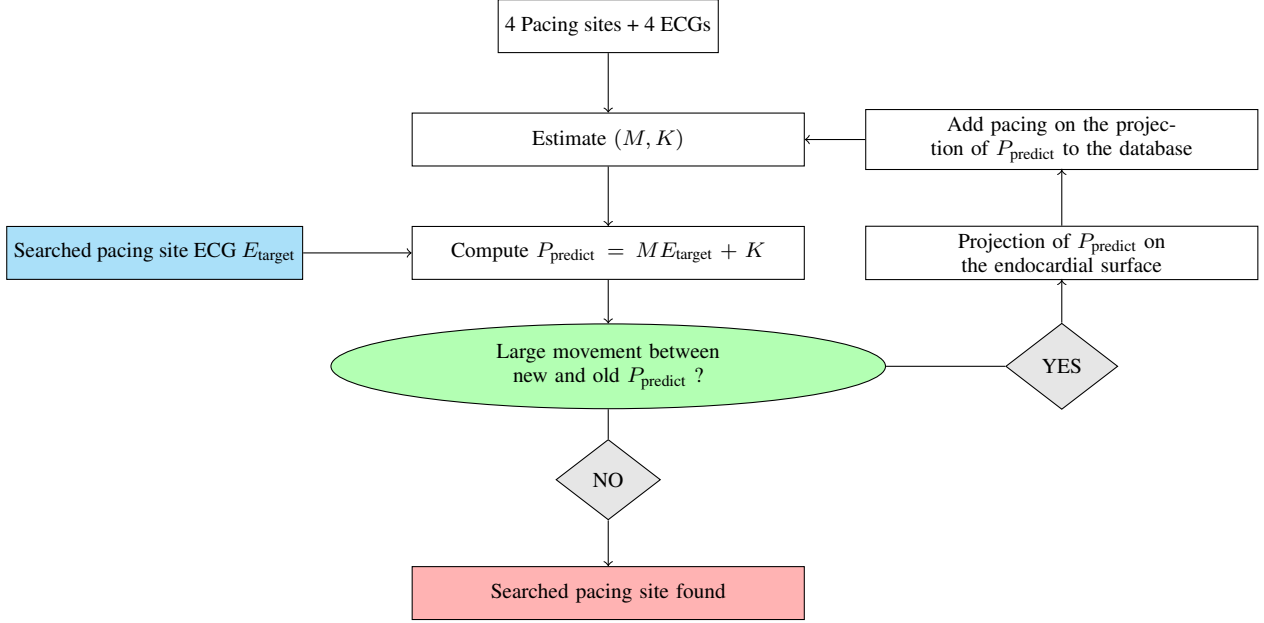 4 Pacing sites + 4 ECGs
Estimate (M, K)
Add pacing on the projec-
tion of P_predict to the database
Searched pacing site ECG E_target
Compute P_predict = M E_target + K
Projection of P_predict on
the endocardial surface
Large movement between
new and old P_predict ?
YES
NO
Searched pacing site found